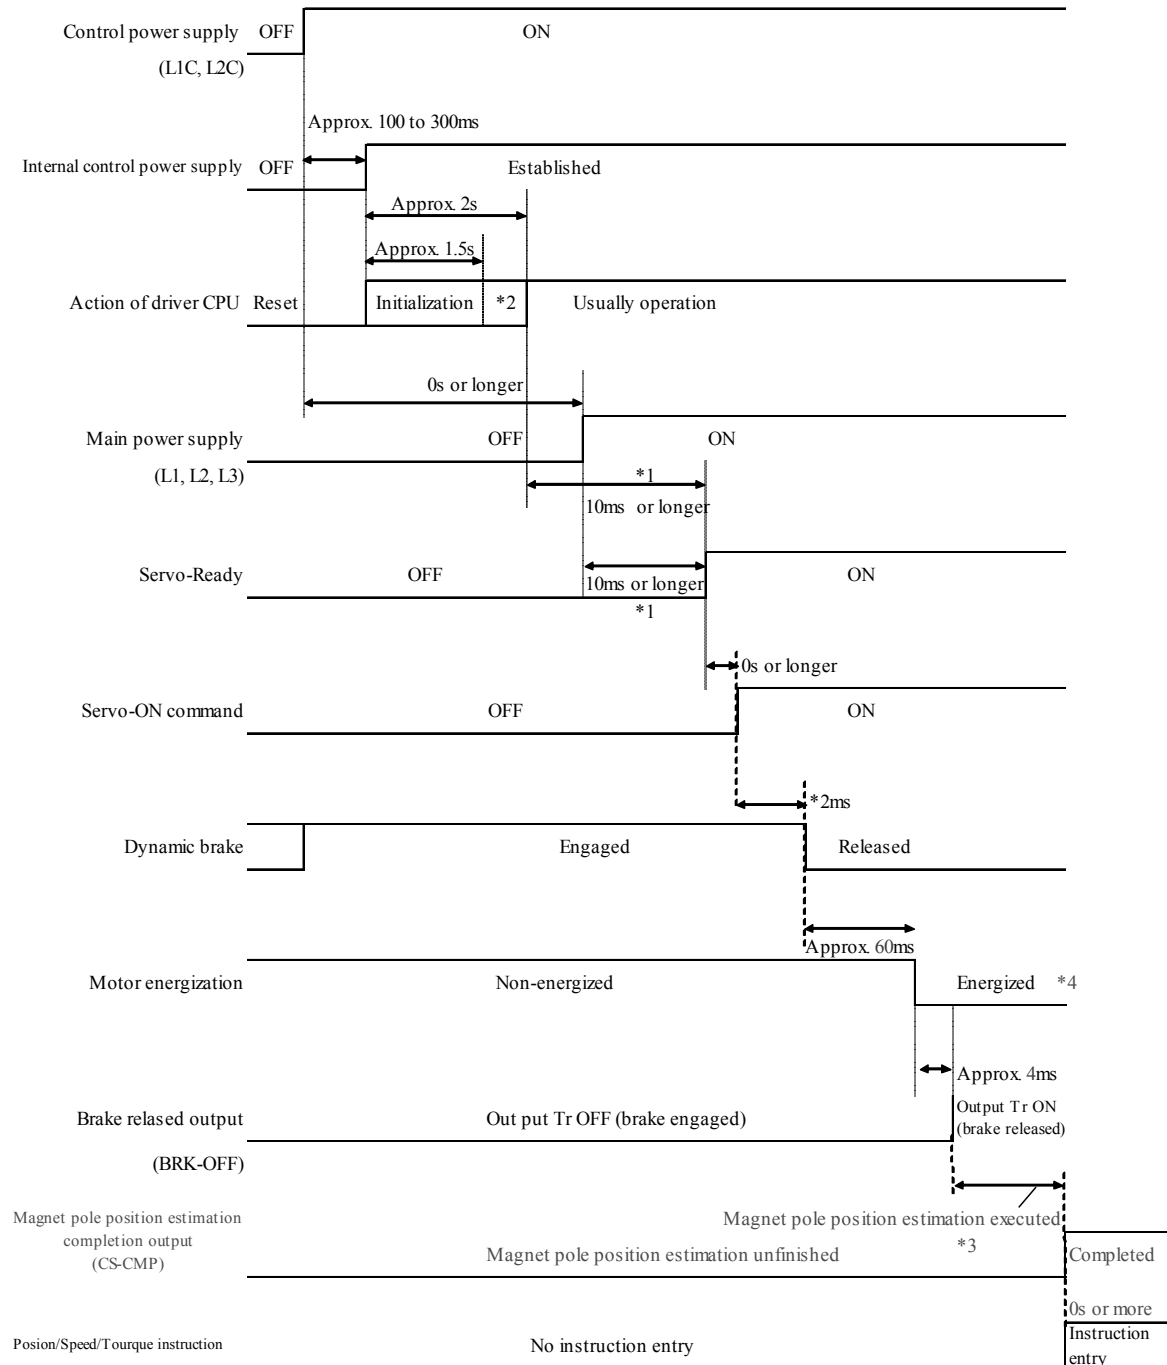 Control power supply OFF ON
(L1C, L2C)
Approx. 100 to 300ms
Internal control power supply OFF Established
Approx. 2s
Approx. 1.5s
Action of driver CPU Reset Initialization *2 Usually operation
0s or longer
Main power supply OFF ON
(L1, L2, L3)
*1
10ms or longer
Servo-Ready OFF 10ms or longer ON
*1
0s or longer
Servo-ON command OFF ON
*2ms
Dynamic brake Engaged Released
Approx. 60ms
Motor energization Non-energized Energized *4
Approx. 4ms
Brake relased output Out put Tr OFF (brake engaged) Output Tr ON
(brake released)
(BRK-OFF)
Magnet pole position estimation executed
*3
Magnet pole position estimation
completion output
(CS-CMP)
Magnet pole position estimation unfinished Completed
0s or more
Posion/Speed/Tourque instruction No instruction entry Instruction
entry